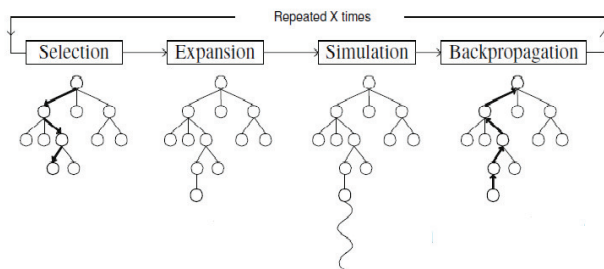 Repeated X times
Selection
Expansion
Simulation
Backpropagation